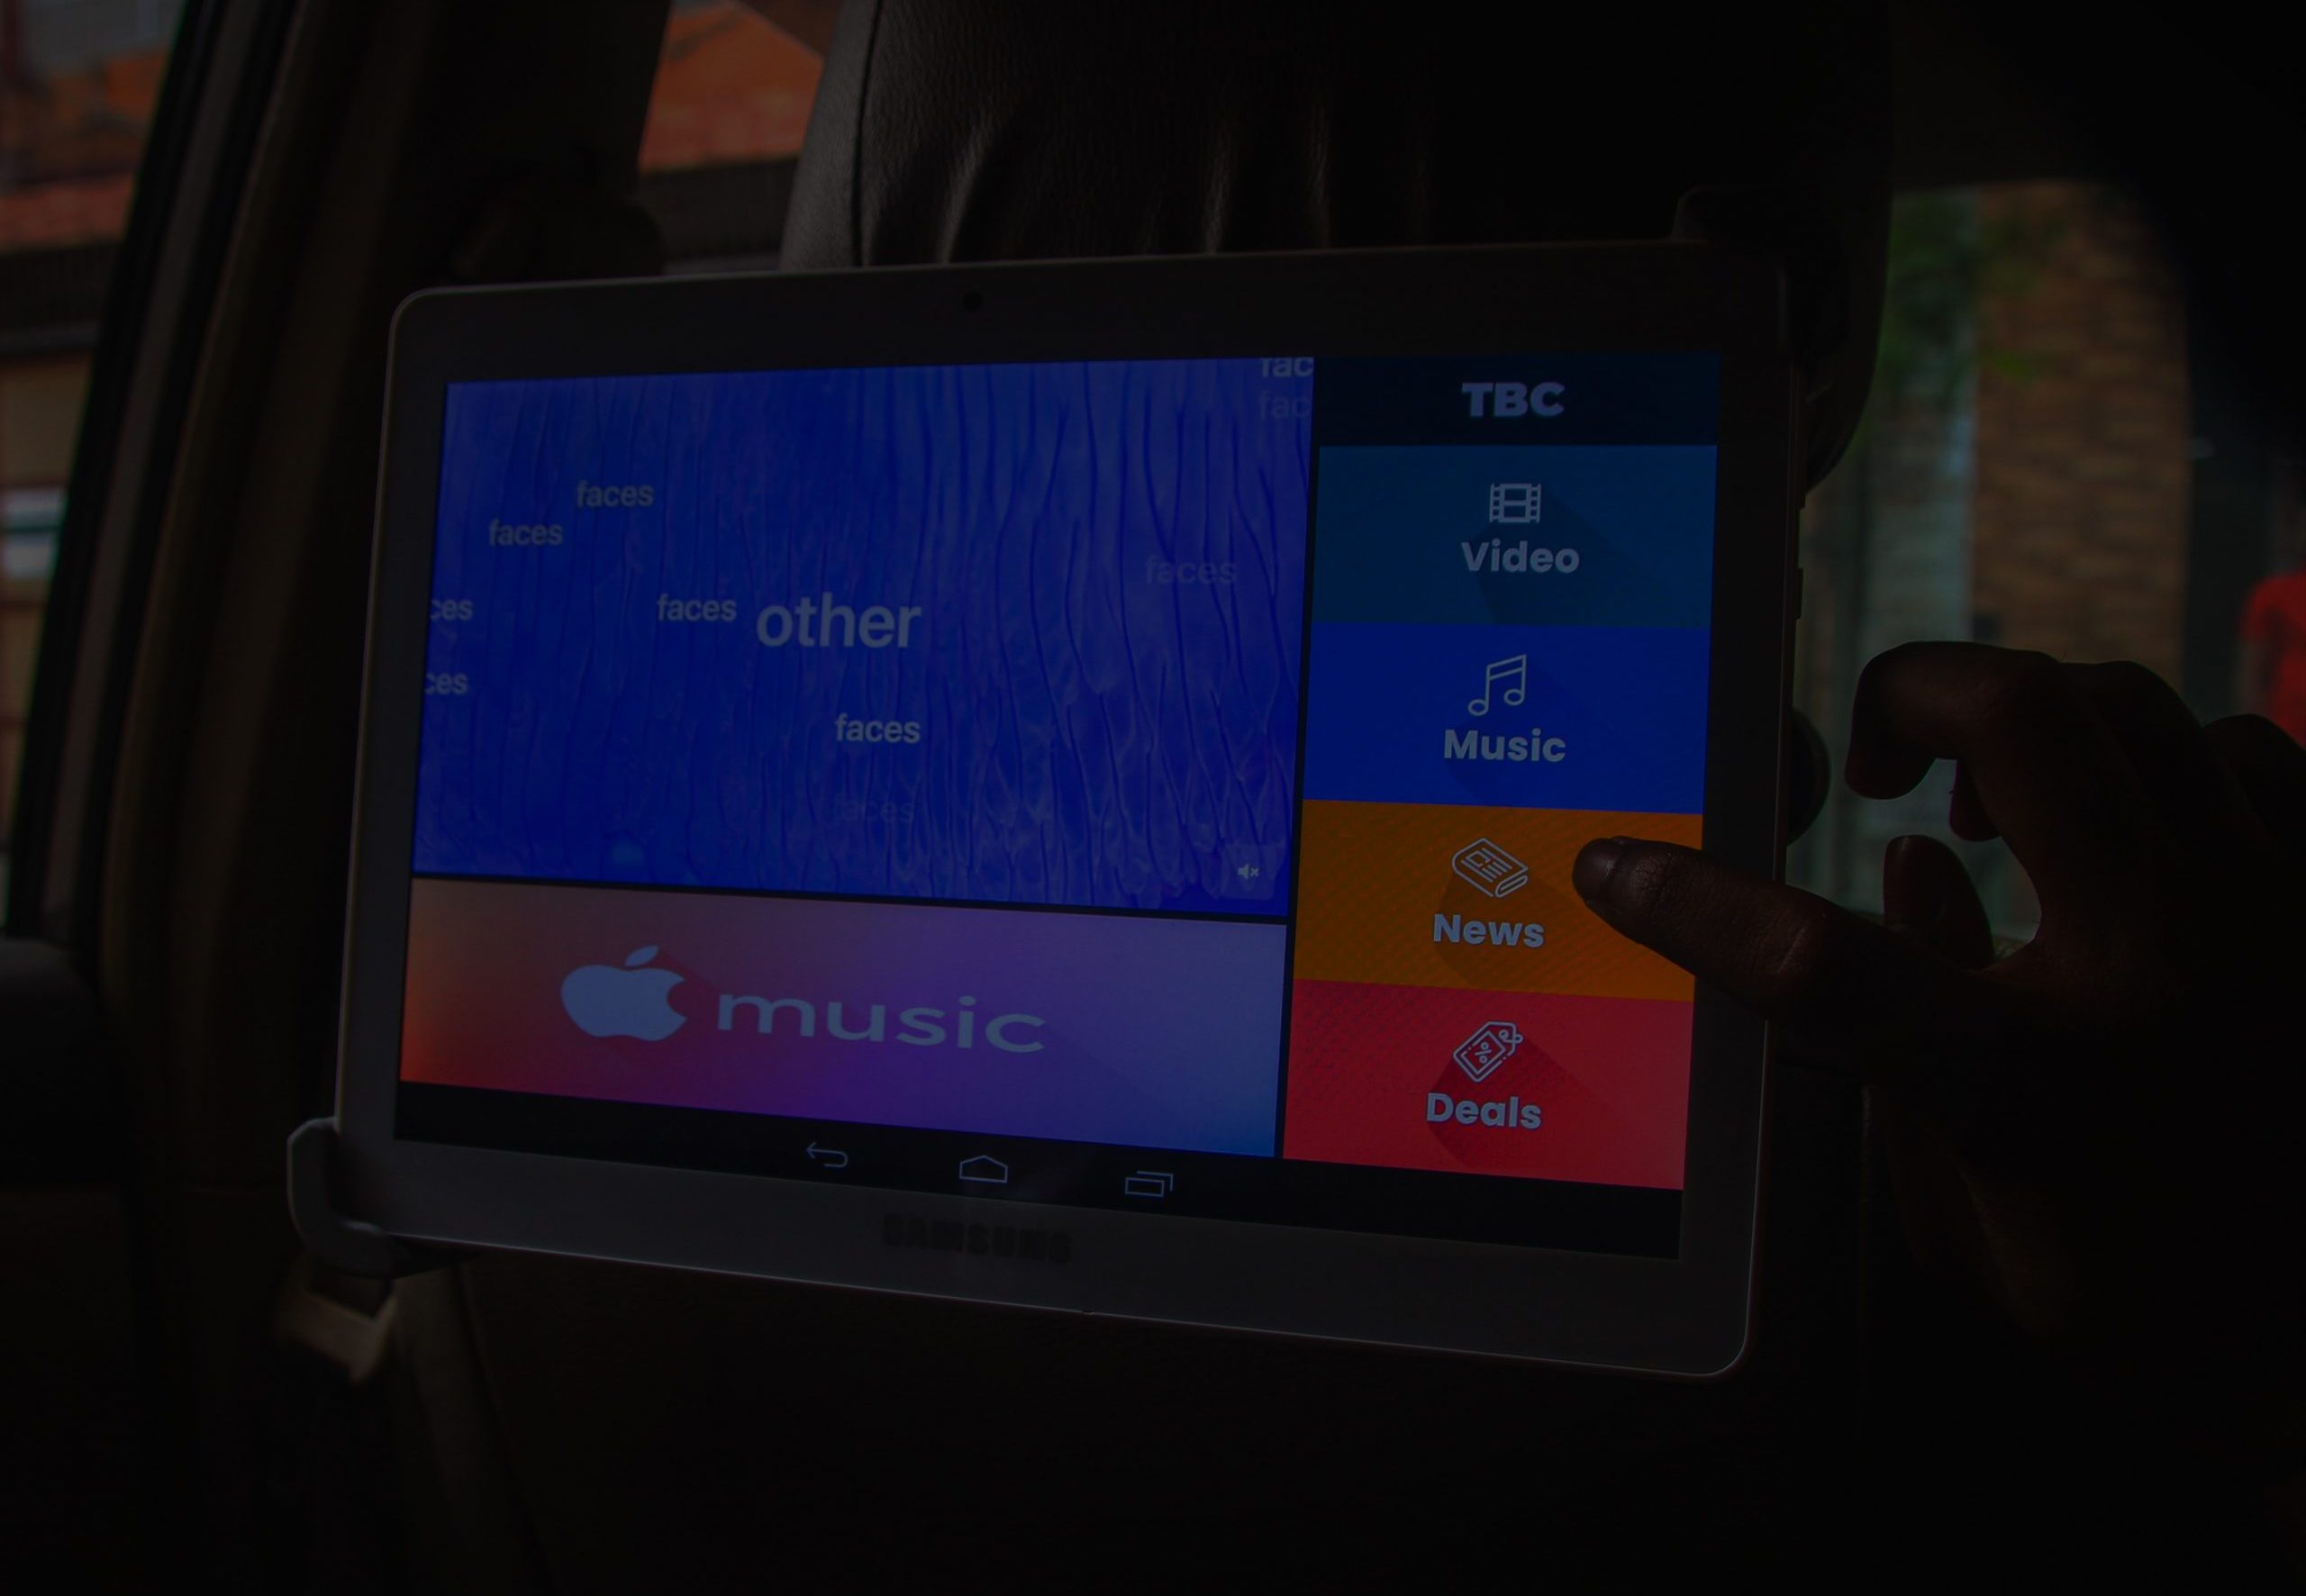 fac
fac
faces
faces
faces
ces
faces
other
ces
faces
faces
music
TBC
Video
Music
News
Deals
SAMSUNG